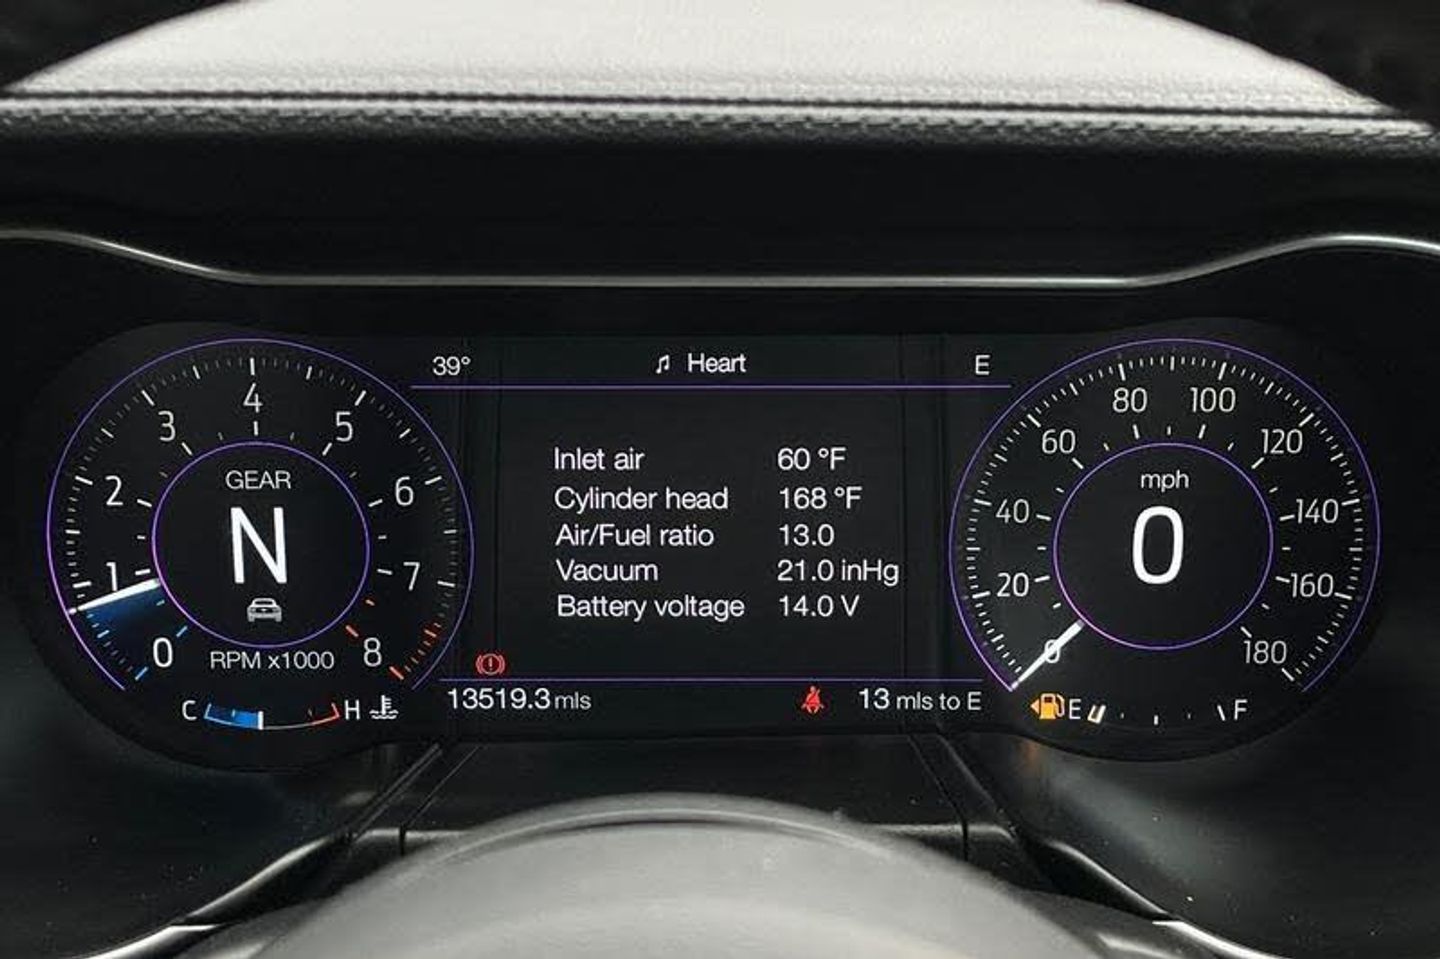 39°
Heart
E
4
3
5
2
6
1
7
0
8
GEAR
N
RPM x1000
C
H
Inlet air 60 °F
Cylinder head 168 °F
Air/Fuel ratio 13.0
Vacuum 21.0 inHg
Battery voltage 14.0 V
13519.3 mls
13 mls to E
80
100
60
120
40
140
20
160
0
180
mph
0
E
F